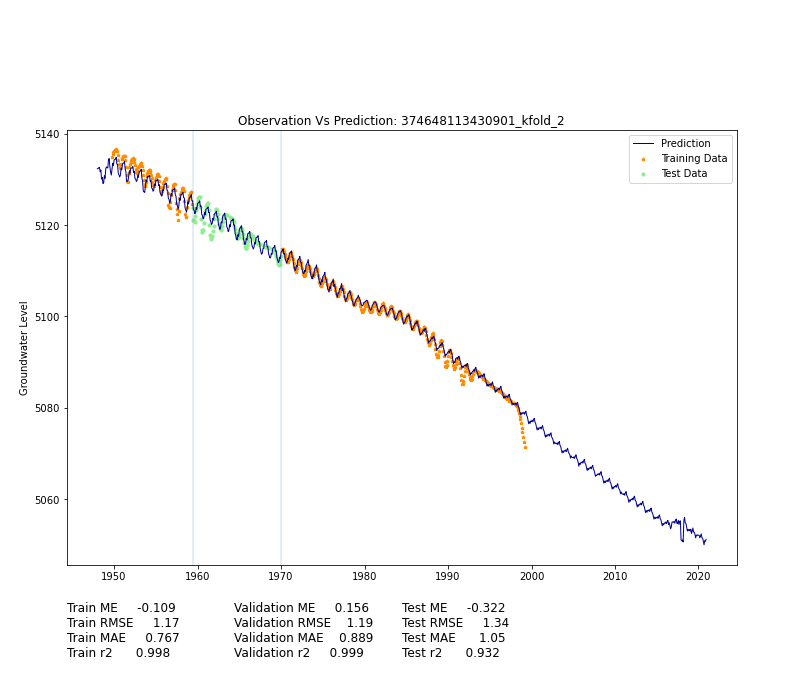 Observation Vs Prediction: 374648113430901_kfold_2
5140
5120
5100
5080
5060
Groundwater Level
Prediction
Training Data
Test Data
1950 1960 1970 1980 1990 2000 2010 2020
Train ME -0.109 Validation ME 0.156 Test ME -0.322
Train RMSE 1.17 Validation RMSE 1.19 Test RMSE 1.34
Train MAE 0.767 Validation MAE 0.889 Test MAE 1.05
Train r2 0.998 Validation r2 0.999 Test r2 0.932